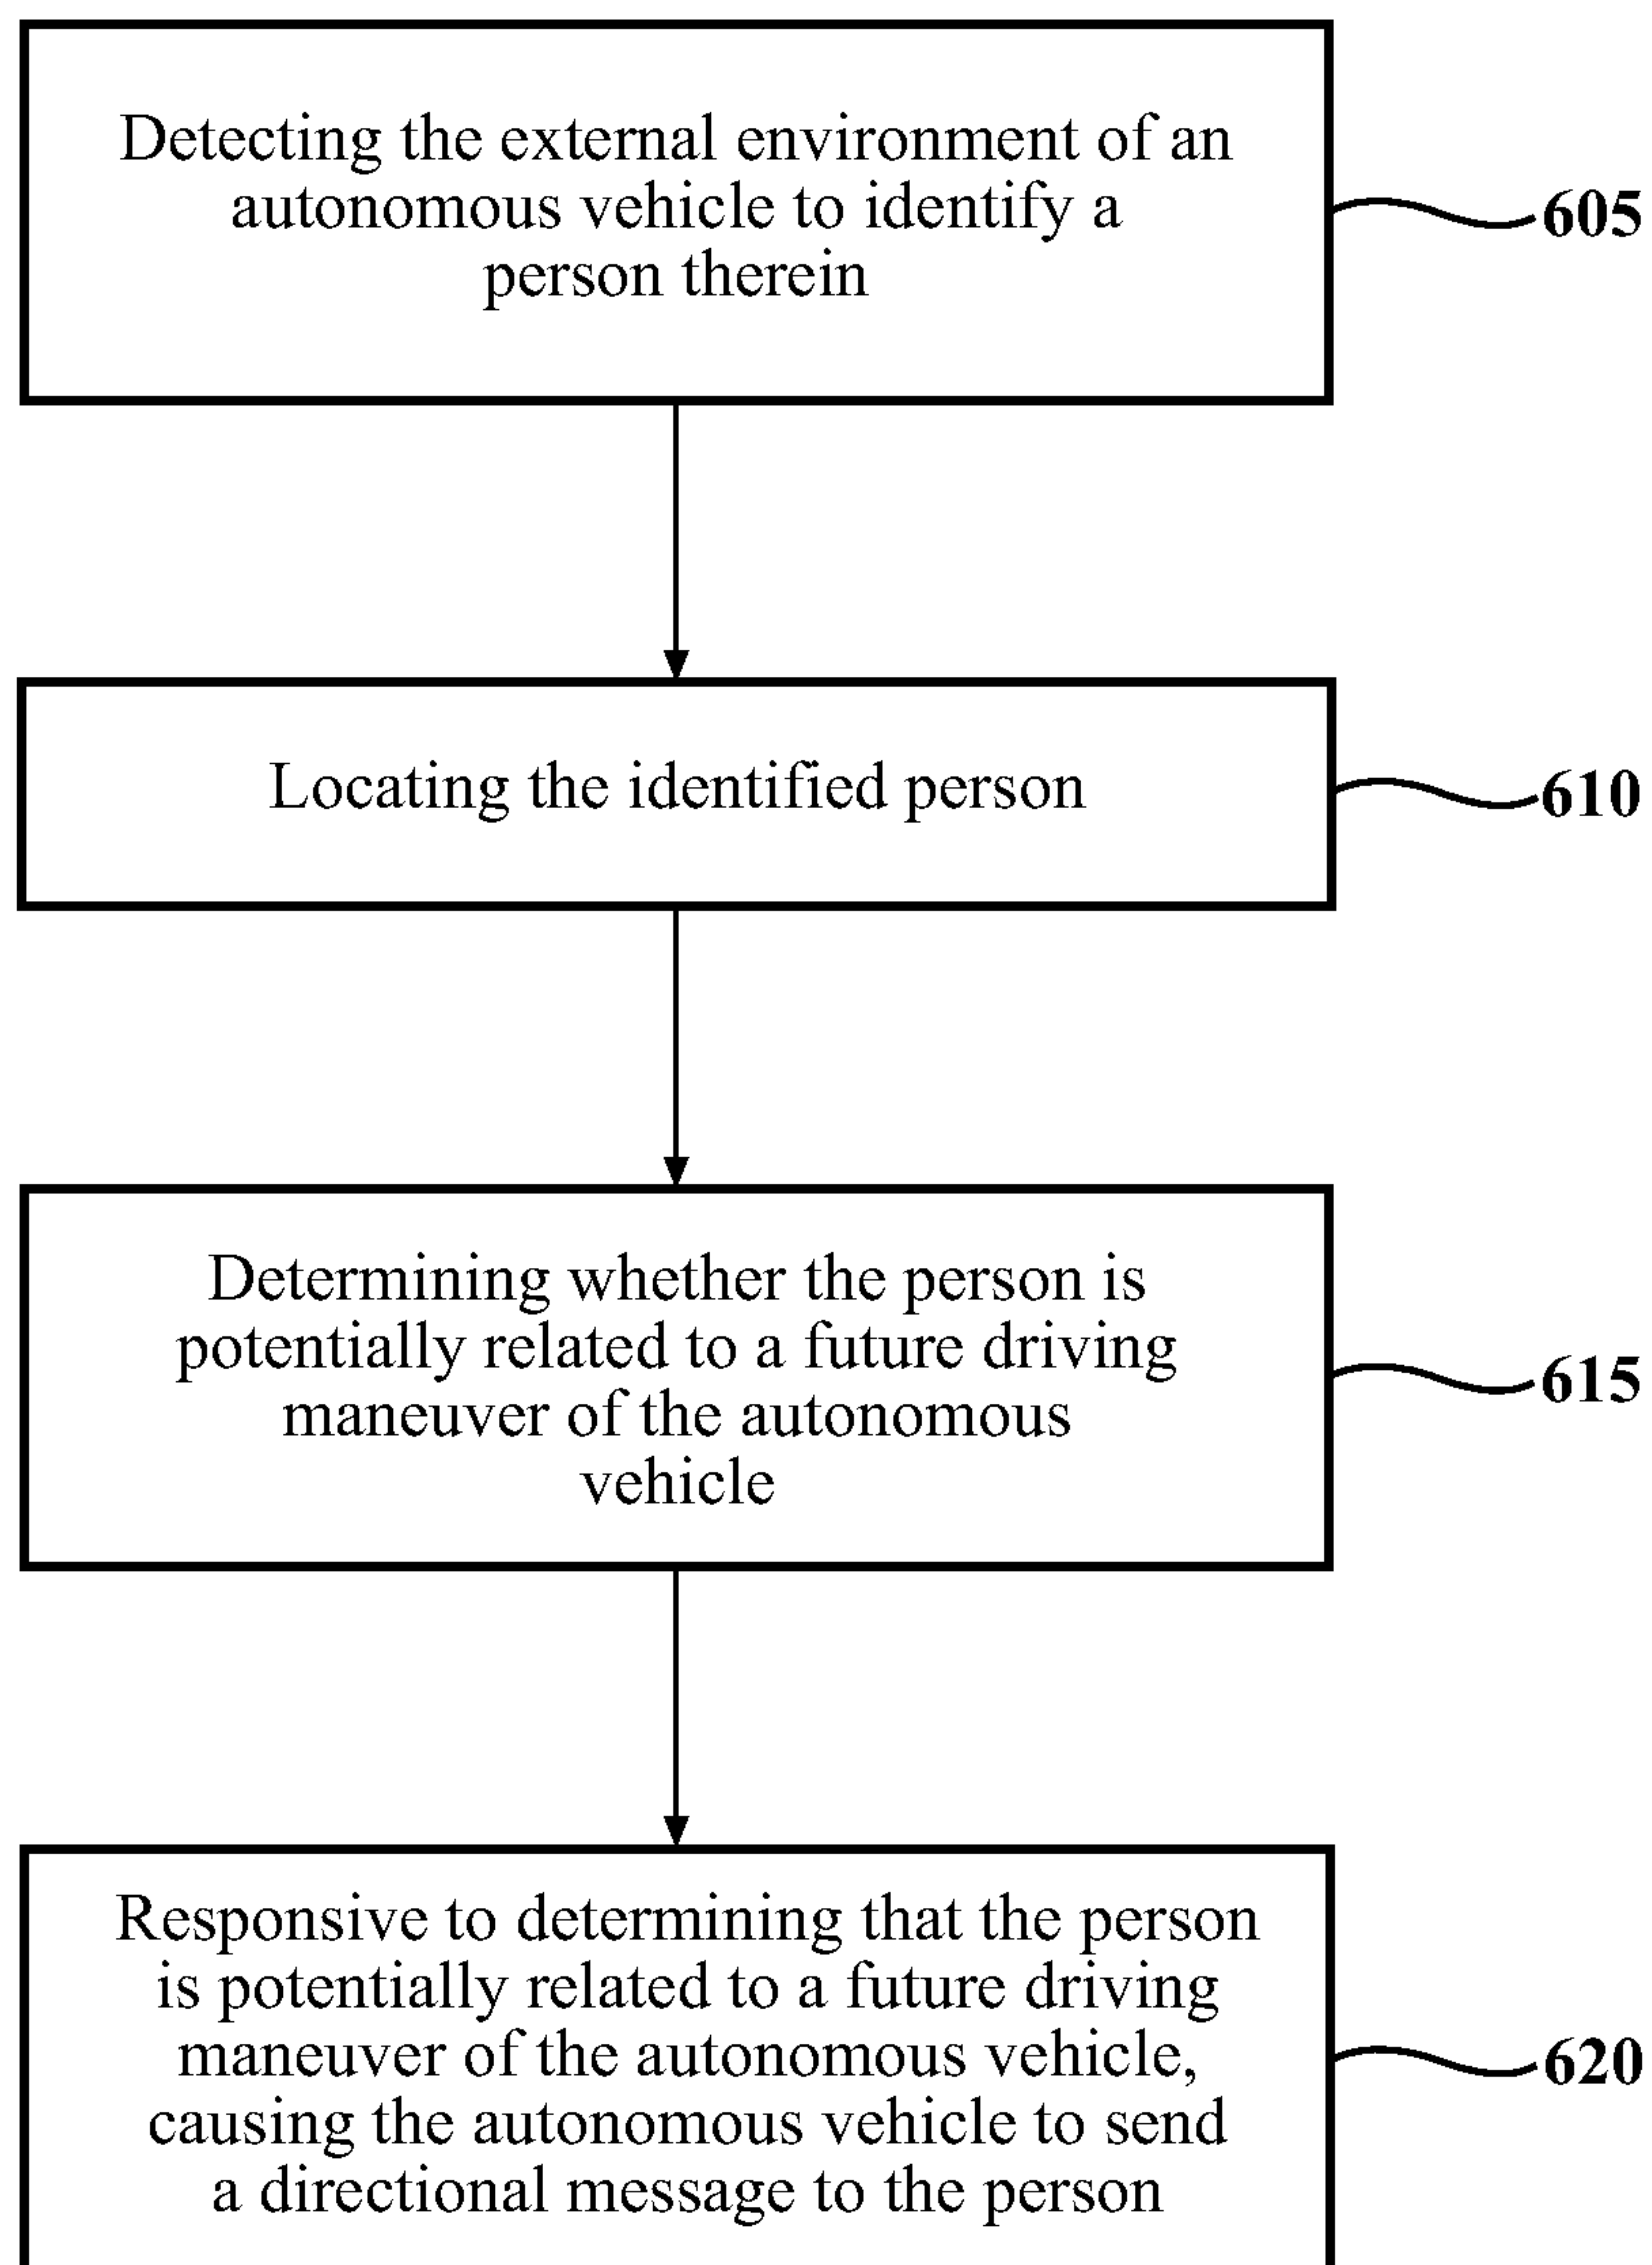 Detecting the external environment of an
autonomous vehicle to identify a
person therein
605
Locating the identified person
610
Determining whether the person is
potentially related to a future driving
maneuver of the autonomous
vehicle
615
Responsive to determining that the person
is potentially related to a future driving
maneuver of the autonomous vehicle,
causing the autonomous vehicle to send
a directional message to the person
620